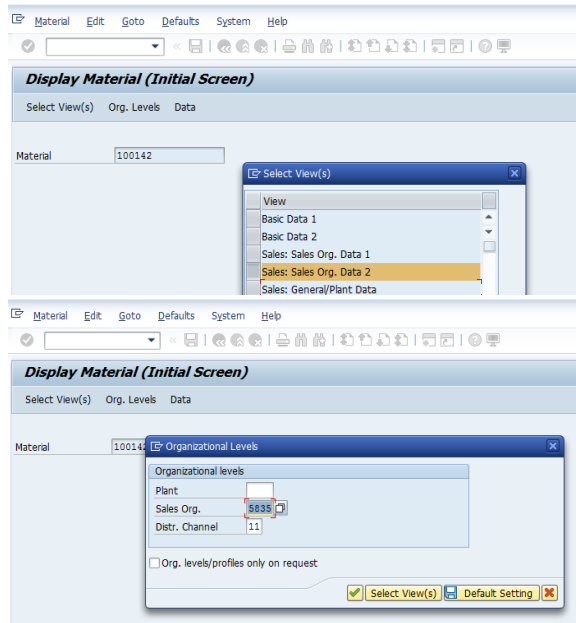 Material Edit Goto Defaults System Help
Display Material (Initial Screen)
Select View(s) Org. Levels Data
Material 100142
Select View(s)
View
Basic Data 1
Basic Data 2
Sales: Sales Org. Data 1
Sales: Sales Org. Data 2
Sales: General/Plant Data
Material Edit Goto Defaults System Help
Display Material (Initial Screen)
Select View(s) Org. Levels Data
Material 10014
Organizational Levels
Organizational levels
Plant
Sales Org. 5835
Distr. Channel 11
Org. levels/profiles only on request
Select View(s) Default Setting